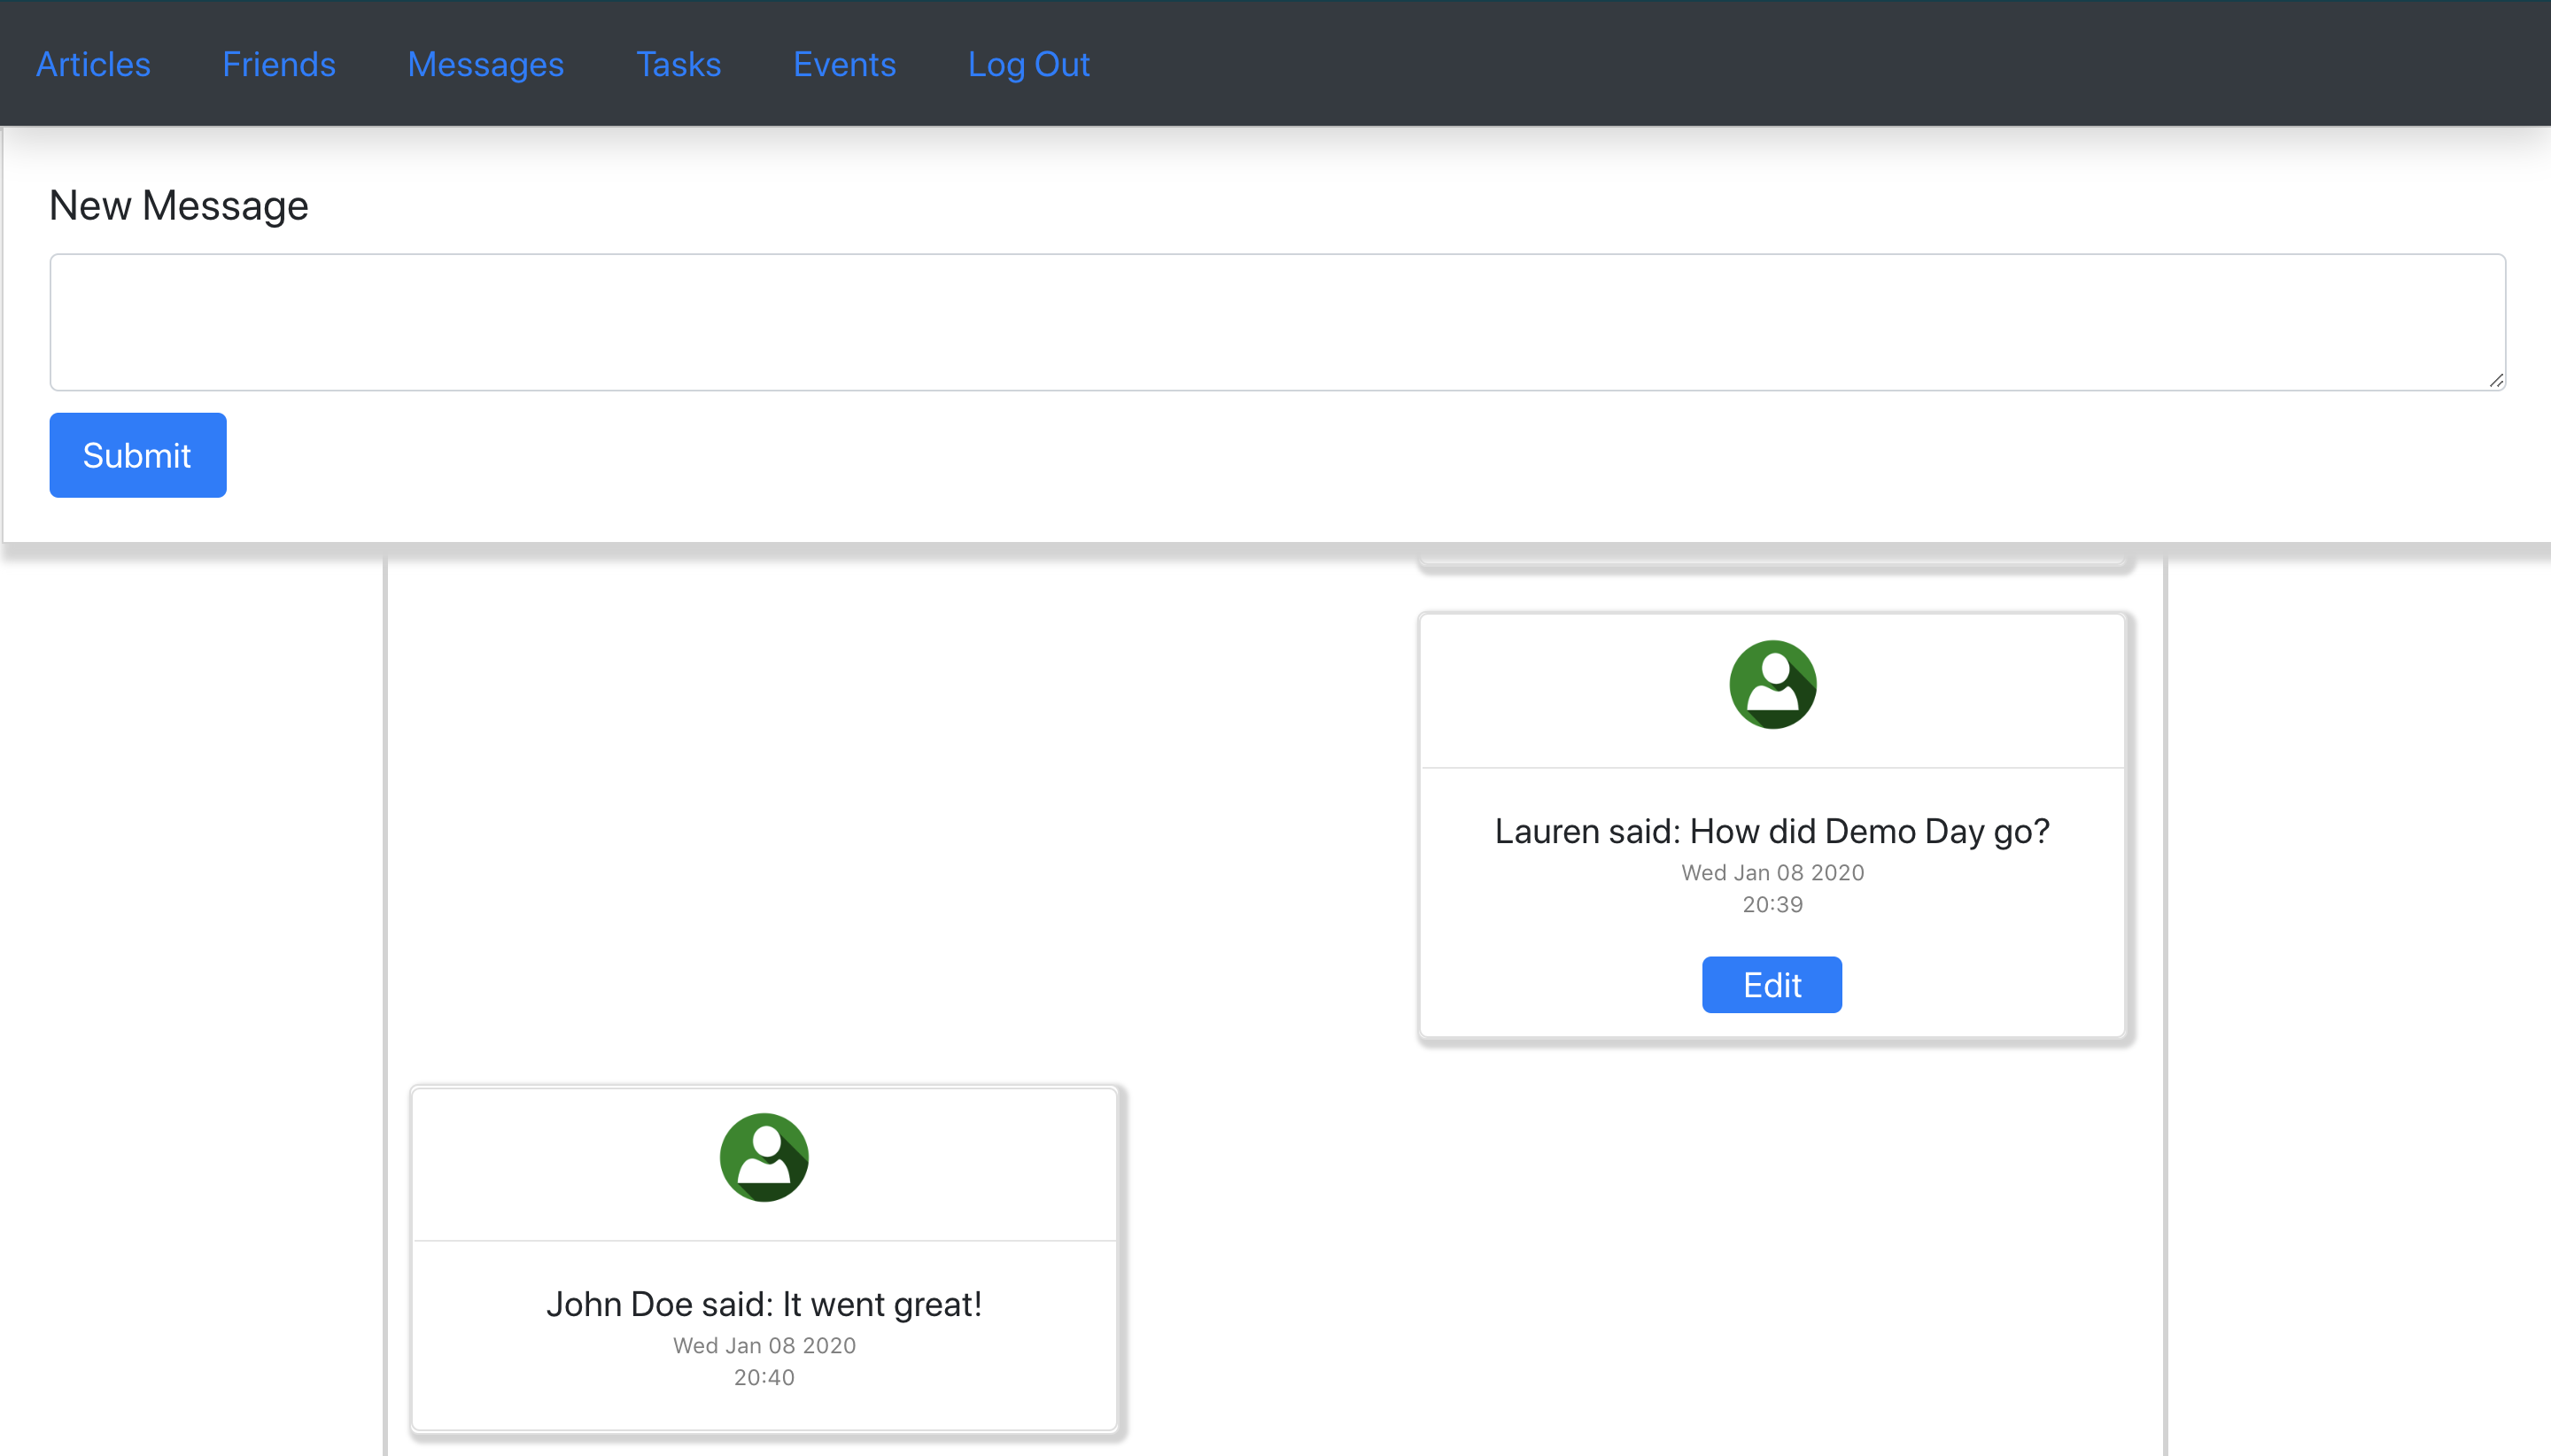 Articles Friends Messages Tasks Events Log Out
New Message
Submit
Lauren said: How did Demo Day go?
Wed Jan 08 2020
20:39
Edit
John Doe said: It went great!
Wed Jan 08 2020
20:40